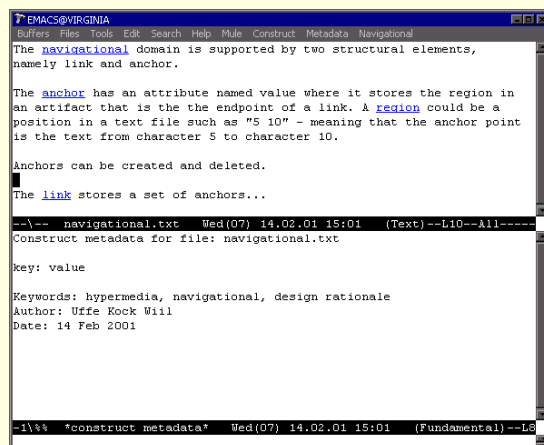 EMACS@VIRGINIA
Buffers Files Tools Edit Search Help Mule Construct Metadata Navigational
The navigational domain is supported by two structural elements,
namely link and anchor.
The anchor has an attribute named value where it stores the region in
an artifact that is the the endpoint of a link. A region could be a
position in a text file such as "5 10" - meaning that the anchor point
is the text from character 5 to character 10.
Anchors can be created and deleted.
The link stores a set of anchors...
--\-- navigational.txt Wed(07) 14.02.01 15:01 (Text)--L10--All-----
Construct metadata for file: navigational.txt
key: value
Keywords: hypermedia, navigational, design rationale
Author: Uffe Kock Wiil
Date: 14 Feb 2001
-1\%% *construct metadata* Wed(07) 14.02.01 15:01 (Fundamental)--L8